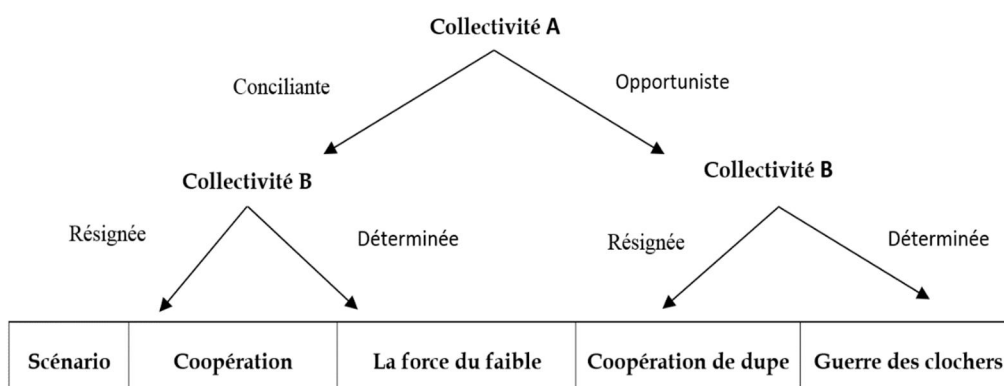 Collectivité A
Conciliante
Opportuniste
Collectivité B
Collectivité B
Résignée
Déterminée
Résignée
Déterminée
Scénario
Coopération
La force du faible
Coopération de dupe
Guerre des clochers